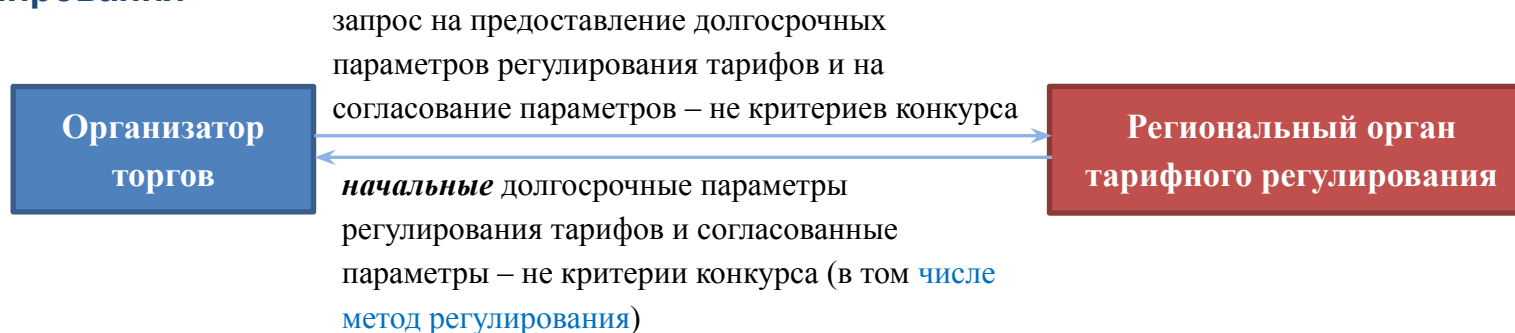 запрос на предоставление долгосрочных
параметров регулирования тарифов и на
согласование параметров – не критериев конкурса
Организатор
торгов
Региональный орган
тарифного регулирования
начальные долгосрочные параметры
регулирования тарифов и согласованные
параметры – не критерии конкурса (в том числе
метод регулирования)